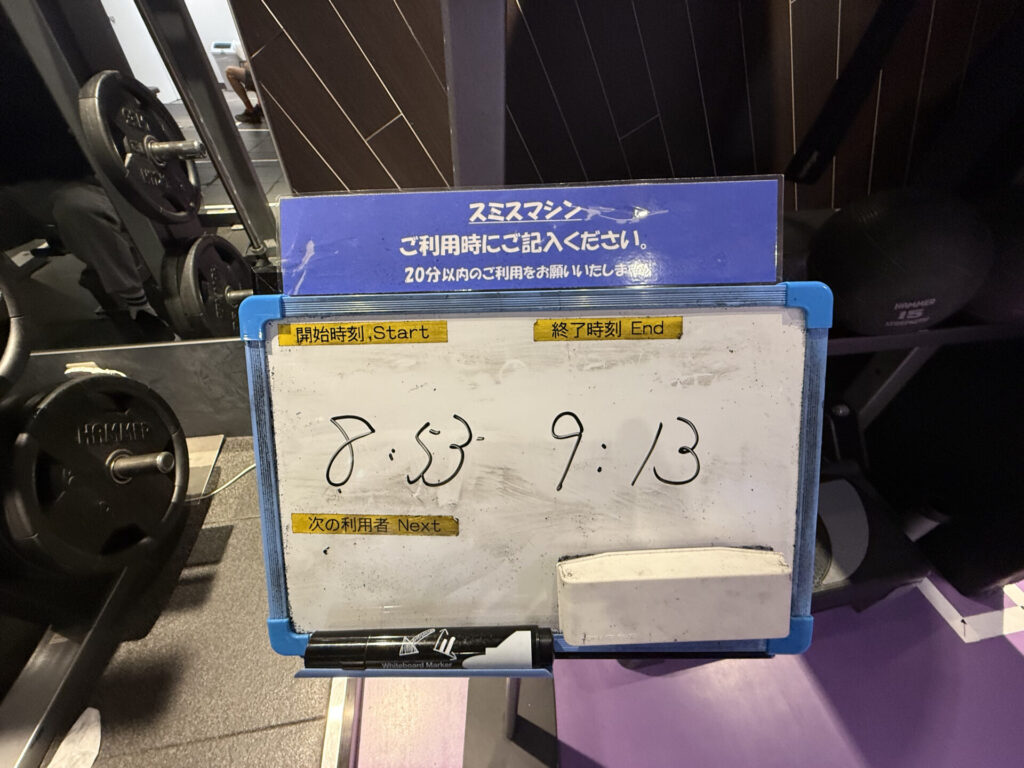 スミスマシン
ご利用時にご記入ください。
20分以内のご利用をお願いいたします。
開始時刻,Start
終了時刻 End
8:53
9:13
次の利用者 Next
Whiteboard Marker
HAMMER
HAMMER
15